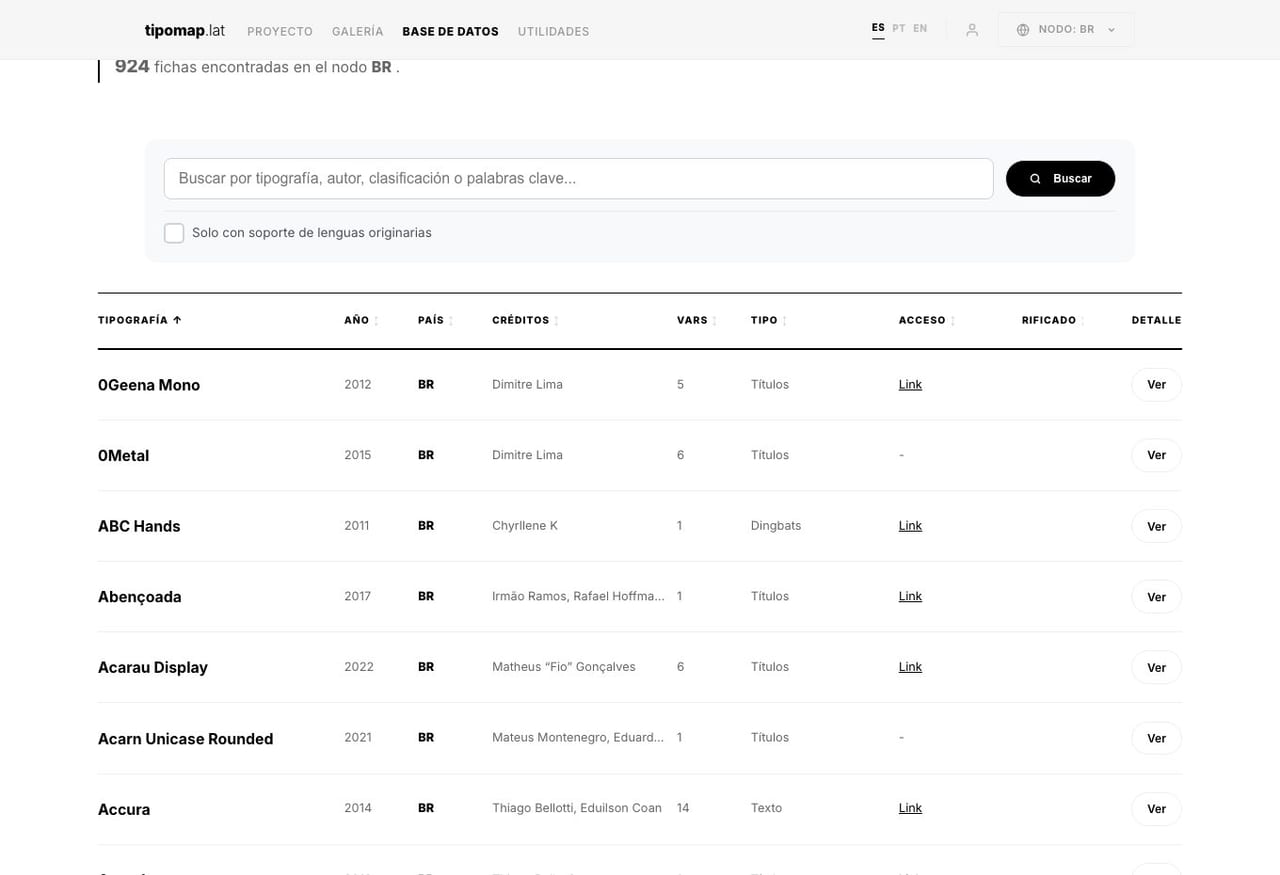 tipomap.lat PROYECTO GALERÍA BASE DE DATOS UTILIDADES ES PT EN NODO: BR
924 fichas encontradas en el nodo BR .
Buscar por tipografía, autor, clasificación o palabras clave... Buscar
Solo con soporte de lenguas originarias
TIPOGRAFÍA ↑ AÑO PAÍS CRÉDITOS VARS TIPO ACCESO RIFICADO DETALLE
0Geena Mono 2012 BR Dimitre Lima 5 Títulos Link Ver
0Metal 2015 BR Dimitre Lima 6 Títulos - Ver
ABC Hands 2011 BR Chyrllene K 1 Dingbats Link Ver
Abençoada 2017 BR Irmão Ramos, Rafael Hoffma... 1 Títulos Link Ver
Acarau Display 2022 BR Matheus “Fio” Gonçalves 6 Títulos Link Ver
Acarn Unicase Rounded 2021 BR Mateus Montenegro, Eduard... 1 Títulos - Ver
Accura 2014 BR Thiago Bellotti, Eduilson Coan 14 Texto Link Ver